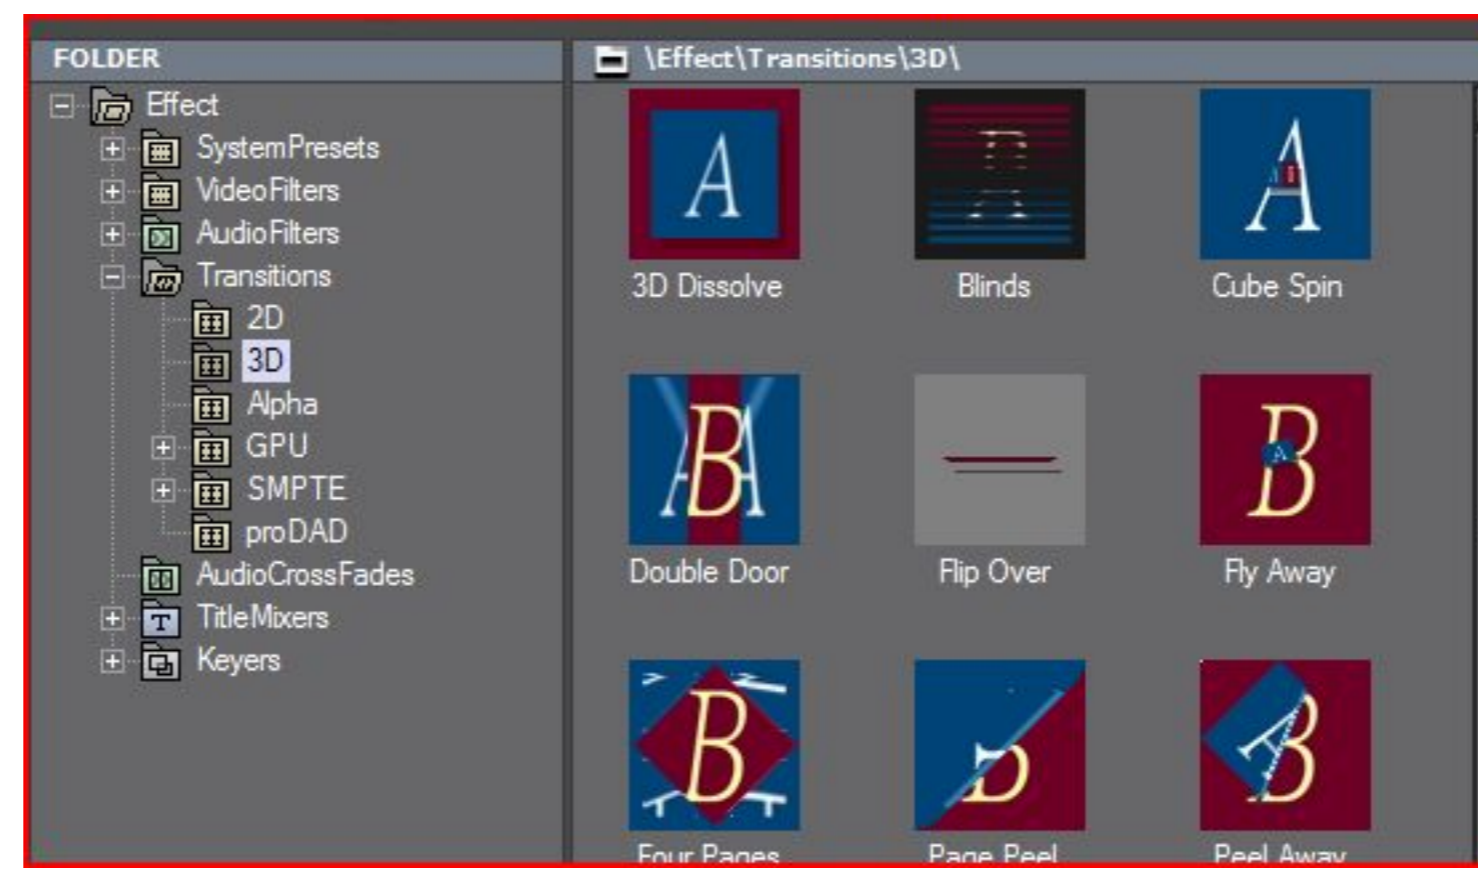 FOLDER
Effect
SystemPresets
VideoFilters
AudioFilters
Transitions
2D
3D
Alpha
GPU
SMPTE
proDAD
AudioCrossFades
TitleMixers
Keyers
\Effect\Transitions\3D\
A
A
3D Dissolve Blinds Cube Spin
A B A
B
A
Double Door Flip Over Fly Away
B
A B
Four Pages Page Peel Peel Away